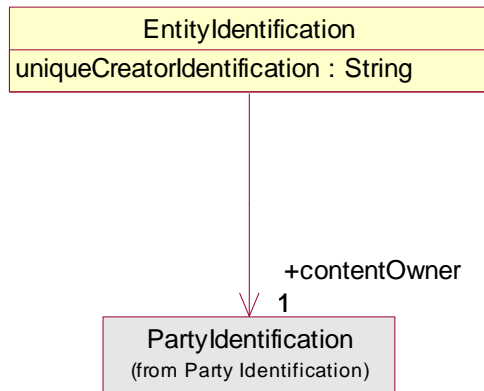 EntityIdentification
uniqueCreatorIdentification : String
+contentOwner
1
PartyIdentification
(from Party Identification)